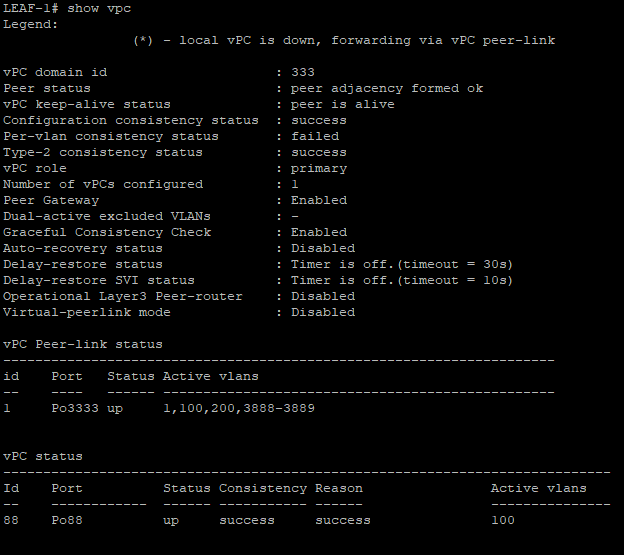 LEAF-1# show vpc
Legend:
(*) - local vPC is down, forwarding via vPC peer-link
vPC domain id : 333
Peer status : peer adjacency formed ok
vPC keep-alive status : peer is alive
Configuration consistency status : success
Per-vlan consistency status : failed
Type-2 consistency status : success
vPC role : primary
Number of vPCs configured : 1
Peer Gateway : Enabled
Dual-active excluded VLANs : -
Graceful Consistency Check : Enabled
Auto-recovery status : Disabled
Delay-restore status : Timer is off.(timeout = 30s)
Delay-restore SVI status : Timer is off.(timeout = 10s)
Operational Layer3 Peer-router : Disabled
Virtual-peerlink mode : Disabled
vPC Peer-link status
---------------------------------------------------------------------
id Port Status Active vlans
-- ---- ------ -------------------------------------------------
1 Po3333 up 1,100,200,3888-3889
vPC status
----------------------------------------------------------------------------
Id Port Status Consistency Reason Active vlans
-- ------------ ------ ----------- ------ ---------------
88 Po88 up success success 100